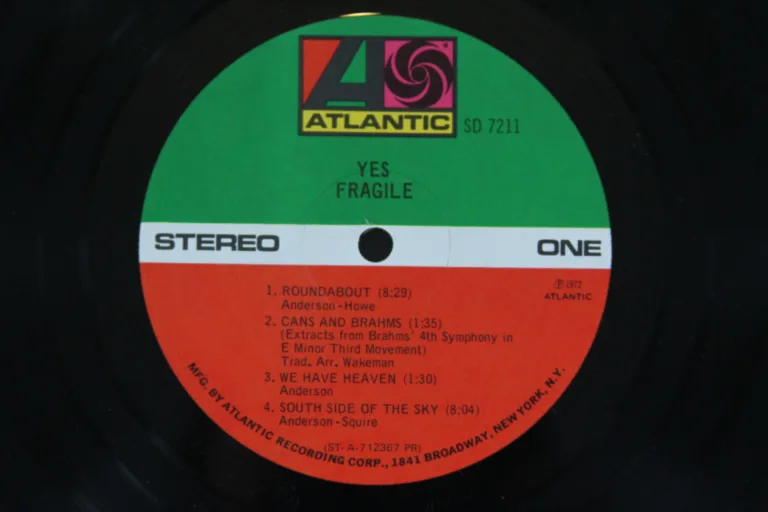 ATLANTIC
SD 7211
YES
FRAGILE
STEREO
ONE
℗ 1972
ATLANTIC
1. ROUNDABOUT (8:29)
Anderson-Howe
2. CANS AND BRAHMS (1:35)
(Extracts from Brahms' 4th Symphony in
E Minor Third Movement)
Trad. Arr. Wakeman
3. WE HAVE HEAVEN (1:30)
Anderson
4. SOUTH SIDE OF THE SKY (8:04)
Anderson-Squire
(ST-A-712367 PR)
MFG. BY ATLANTIC RECORDING CORP., 1841 BROADWAY, NEW YORK, N.Y.